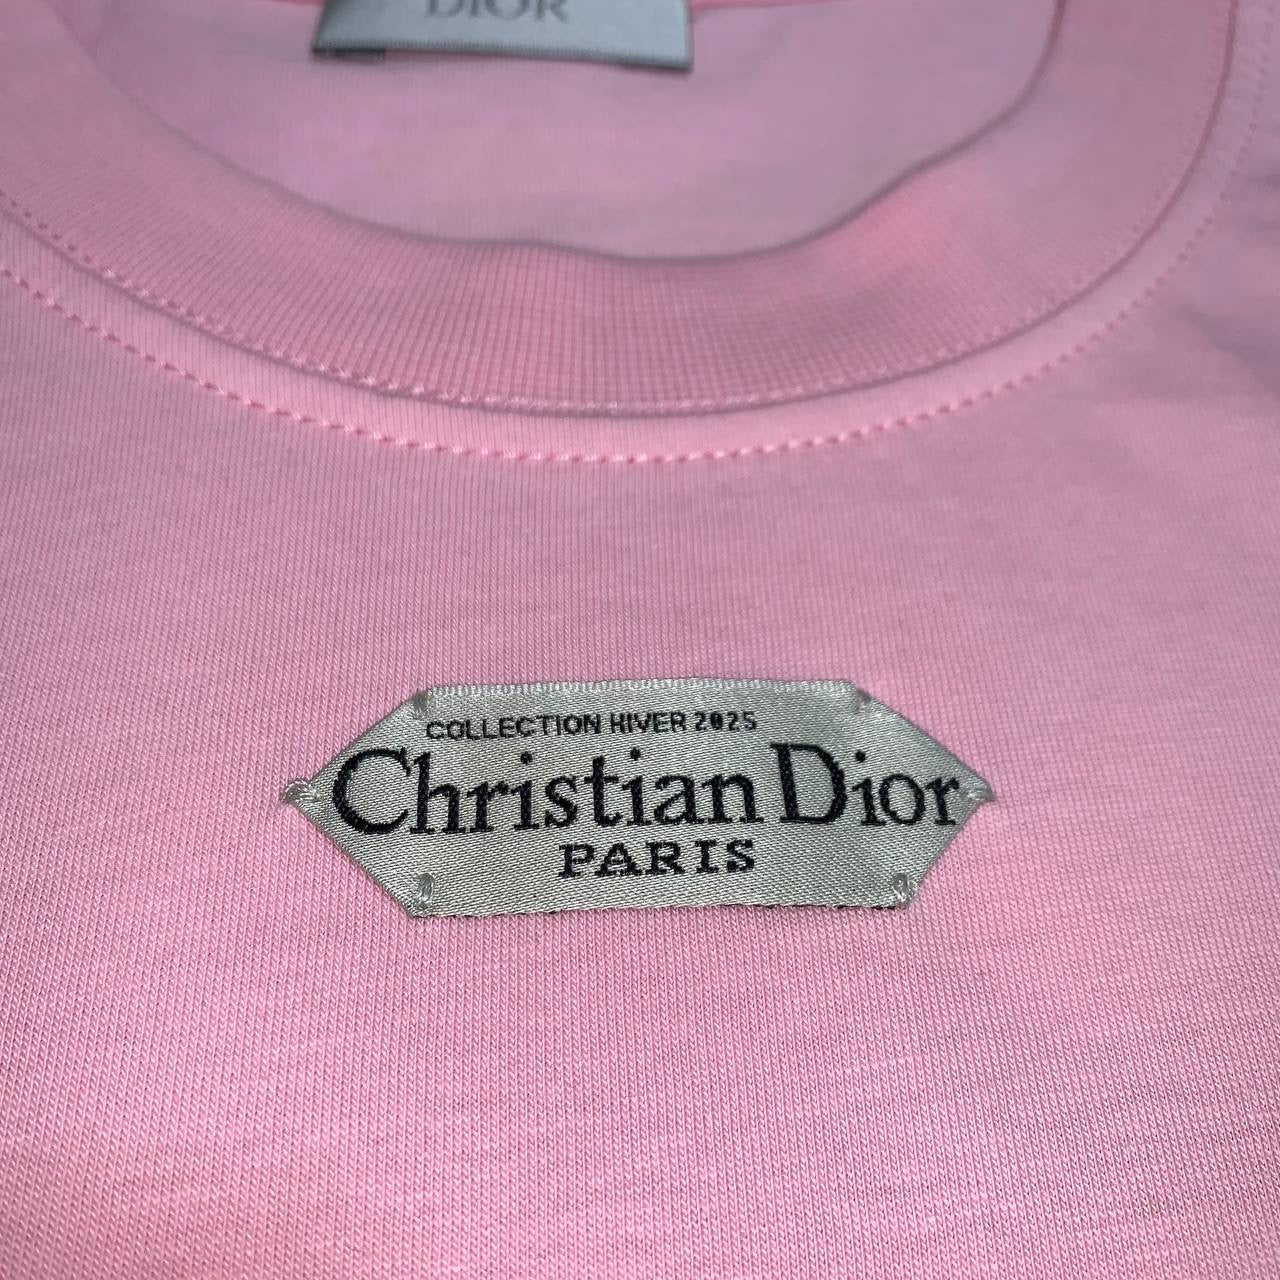 DIOR
COLLECTION HIVER 2025
Christian Dior
PARIS